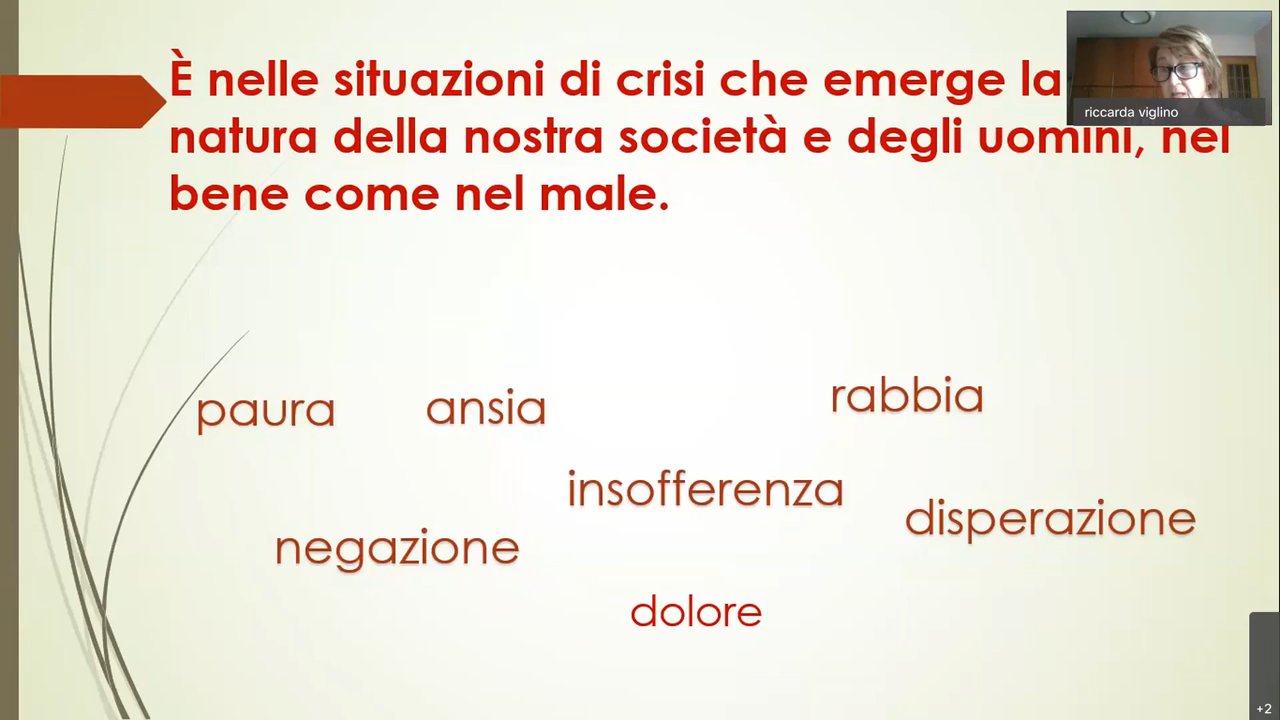 È nelle situazioni di crisi che emerge la
natura della nostra società e degli uomini, nel
bene come nel male.
riccarda viglino
paura ansia rabbia
insofferenza
disperazione
negazione
dolore
+2